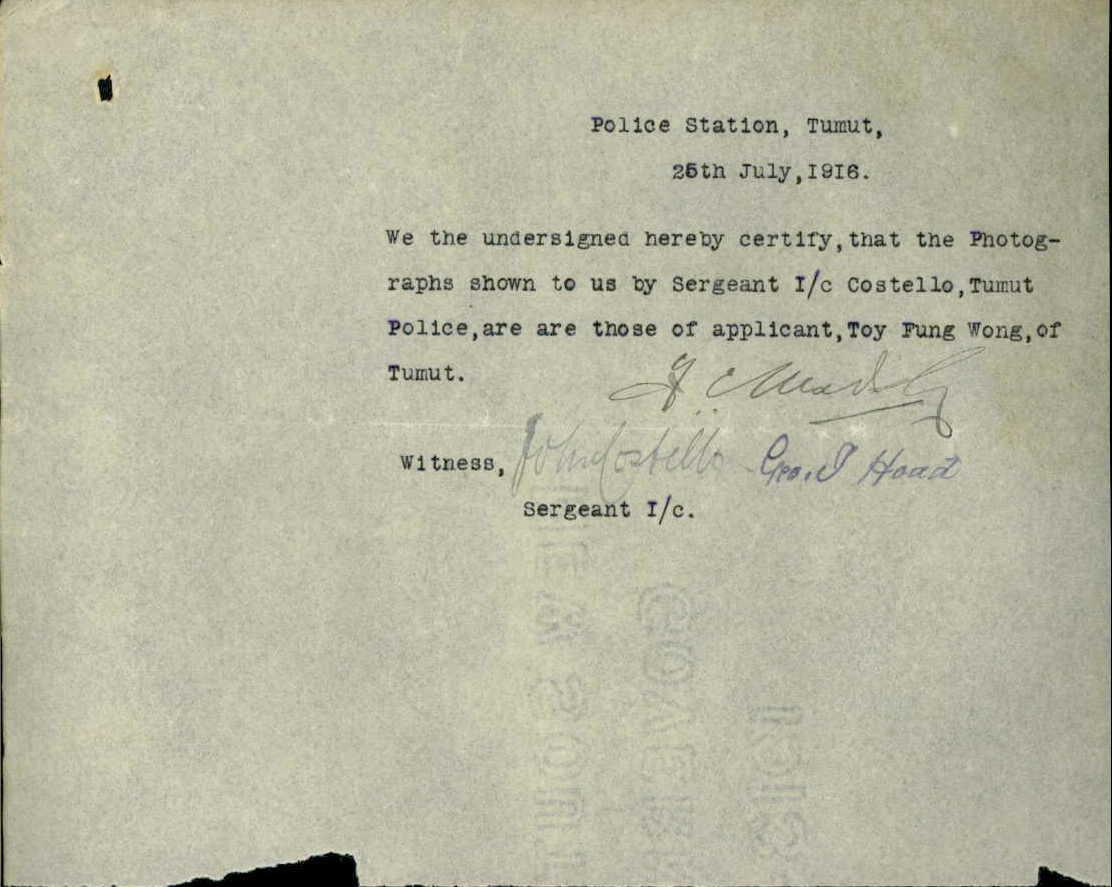 Police Station, Tumut,
25th July,1916.
We the undersigned hereby certify,that the Photog-
raphs shown to us by Sergeant I/c Costello,Tumut
Police,are are those of applicant,Toy Fung Wong,of
Tumut.
Witness, John Costello Geo. J Hoad
Sergeant I/c.